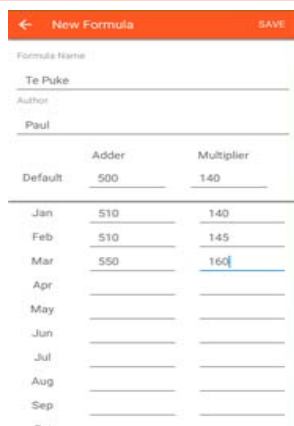 New Formula SAVE
Formula Name
Te Puke
Author
Paul
Adder Multiplier
Default 500 140
Jan 510 140
Feb 510 145
Mar 550 160
Apr
May
Jun
Jul
Aug
Sep